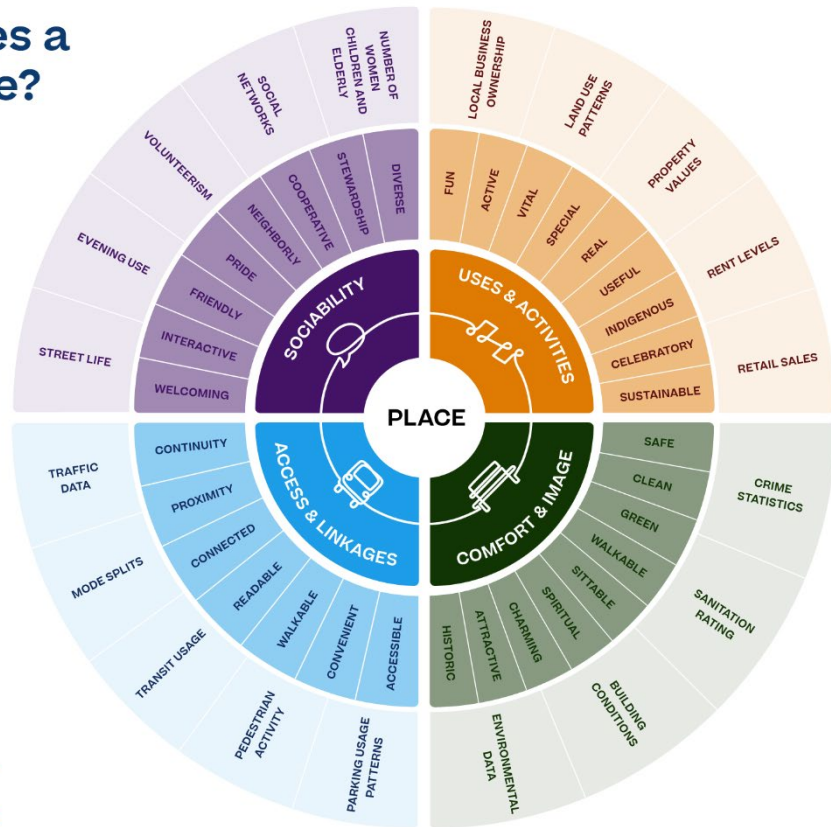 es a
e?
NUMBER OF
WOMEN
CHILDREN AND
ELDERLY
SOCIAL
NETWORKS
VOLUNTEERISM
EVENING USE
STREET LIFE
DIVERSE
STEWARDSHIP
COOPERATIVE
NEIGHBORLY
PRIDE
FRIENDLY
INTERACTIVE
WELCOMING
SOCIABILITY
LOCAL BUSINESS
OWNERSHIP
LAND USE
PATTERNS
PROPERTY
VALUES
RENT LEVELS
RETAIL SALES
FUN
ACTIVE
VITAL
SPECIAL
REAL
USEFUL
INDIGENOUS
CELEBRATORY
SUSTAINABLE
USES & ACTIVITIES
PLACE
ACCESS & LINKAGES
CONTINUITY
PROXIMITY
CONNECTED
READABLE
WALKABLE
CONVENIENT
ACCESSIBLE
TRAFFIC
DATA
MODE SPLITS
TRANSIT USAGE
PEDESTRIAN
ACTIVITY
PARKING USAGE
PATTERNS
COMFORT & IMAGE
SAFE
CLEAN
GREEN
WALKABLE
SITTABLE
SPIRITUAL
CHARMING
ATTRACTIVE
HISTORIC
CRIME
STATISTICS
SANITATION
RATING
BUILDING
CONDITIONS
ENVIRONMENTAL
DATA